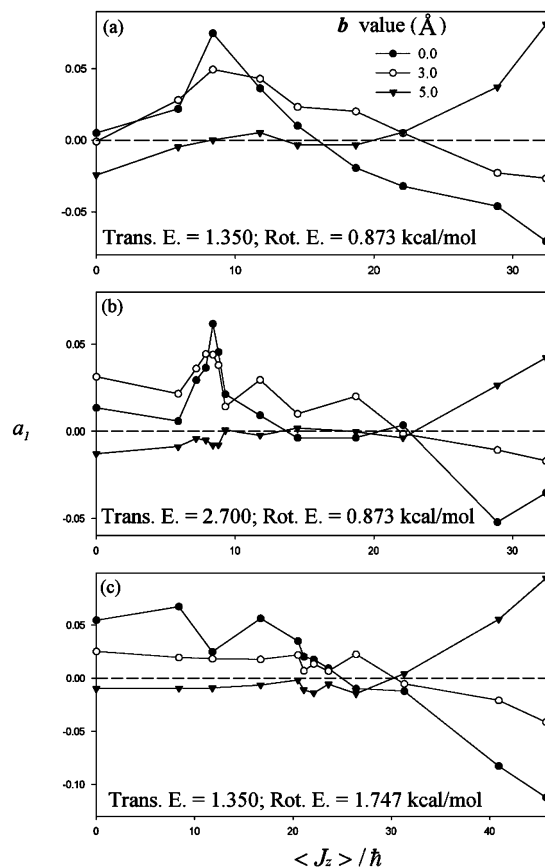 (a)
b value (Å)
0.0
3.0
5.0
0.05
0.00
-0.05
Trans. E. = 1.350; Rot. E. = 0.873 kcal/mol
0 10 20 30
(b)
0.05
0.00
-0.05
a₁
Trans. E. = 2.700; Rot. E. = 0.873 kcal/mol
0 10 20 30
(c)
0.05
0.00
-0.05
-0.10
Trans. E. = 1.350; Rot. E. = 1.747 kcal/mol
0 10 20 30 40
< J_z > / ℏ